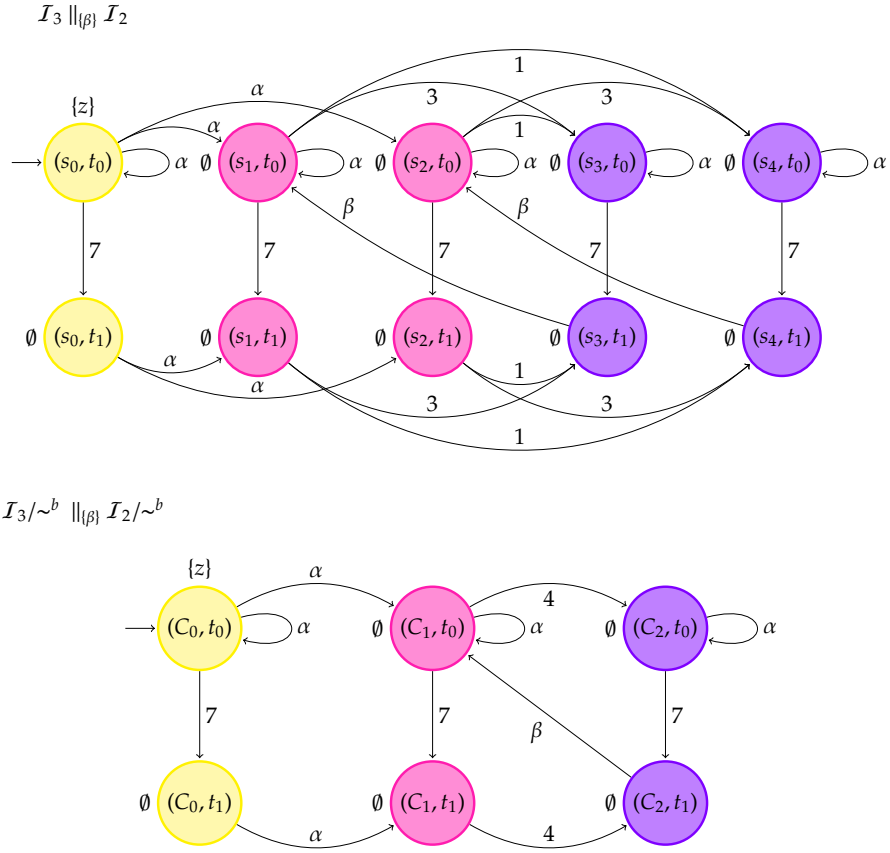 𝓘₃ ∥_{β} 𝓘₂
1
α 3 3
{z} α 1
(s₀, t₀) α ∅ (s₁, t₀) α ∅ (s₂, t₀) α ∅ (s₃, t₀) α ∅ (s₄, t₀) α
β β
7 7 7 7 7
∅ (s₀, t₁) ∅ (s₁, t₁) ∅ (s₂, t₁) ∅ (s₃, t₁) ∅ (s₄, t₁)
α 1
α 3 3
1
𝓘₃/∼ᵇ ∥_{β} 𝓘₂/∼ᵇ
{z} α 4
(C₀, t₀) α ∅ (C₁, t₀) α ∅ (C₂, t₀) α
7 7 β 7
∅ (C₀, t₁) ∅ (C₁, t₁) ∅ (C₂, t₁)
α 4